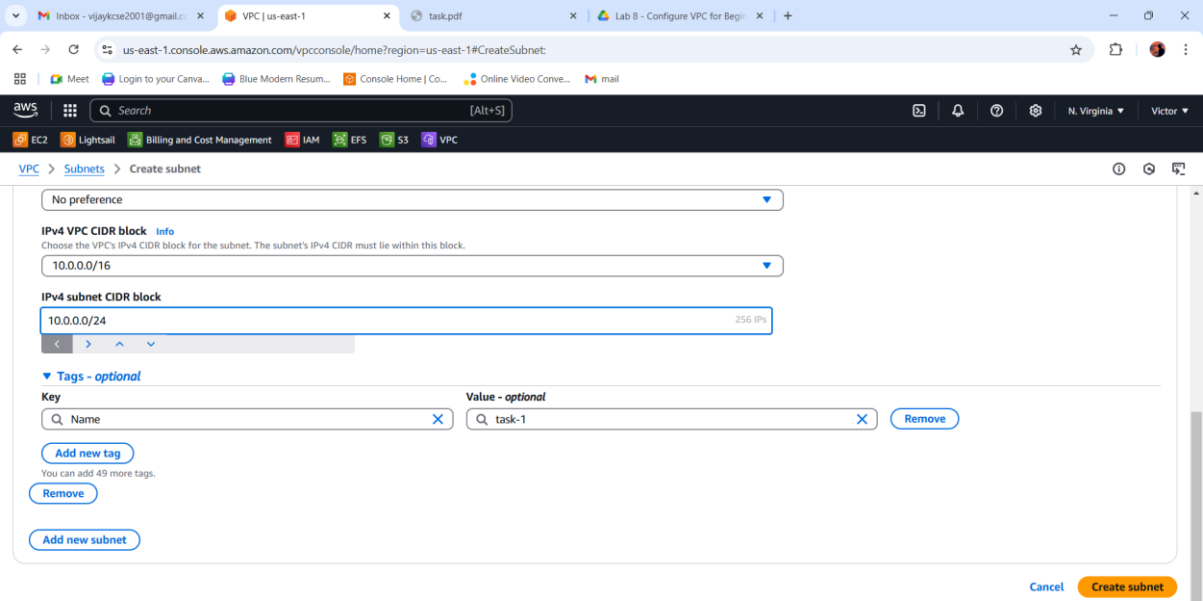 Inbox - vijaykcse2001@gmail.c
VPC | us-east-1
task.pdf
Lab 8 - Configure VPC for Begin
us-east-1.console.aws.amazon.com/vpcconsole/home?region=us-east-1#CreateSubnet:
Meet
Login to your Canva...
Blue Modern Resum...
Console Home | Co...
Online Video Conve...
mail
aws
Search
[Alt+S]
N. Virginia
Victor
EC2
Lightsail
Billing and Cost Management
IAM
EFS
S3
VPC
VPC > Subnets > Create subnet
No preference
IPv4 VPC CIDR block Info
Choose the VPC's IPv4 CIDR block for the subnet. The subnet's IPv4 CIDR must lie within this block.
10.0.0.0/16
IPv4 subnet CIDR block
10.0.0.0/24
256 IPs
Tags - optional
Key
Value - optional
Name
task-1
Remove
Add new tag
You can add 49 more tags.
Remove
Add new subnet
Cancel
Create subnet